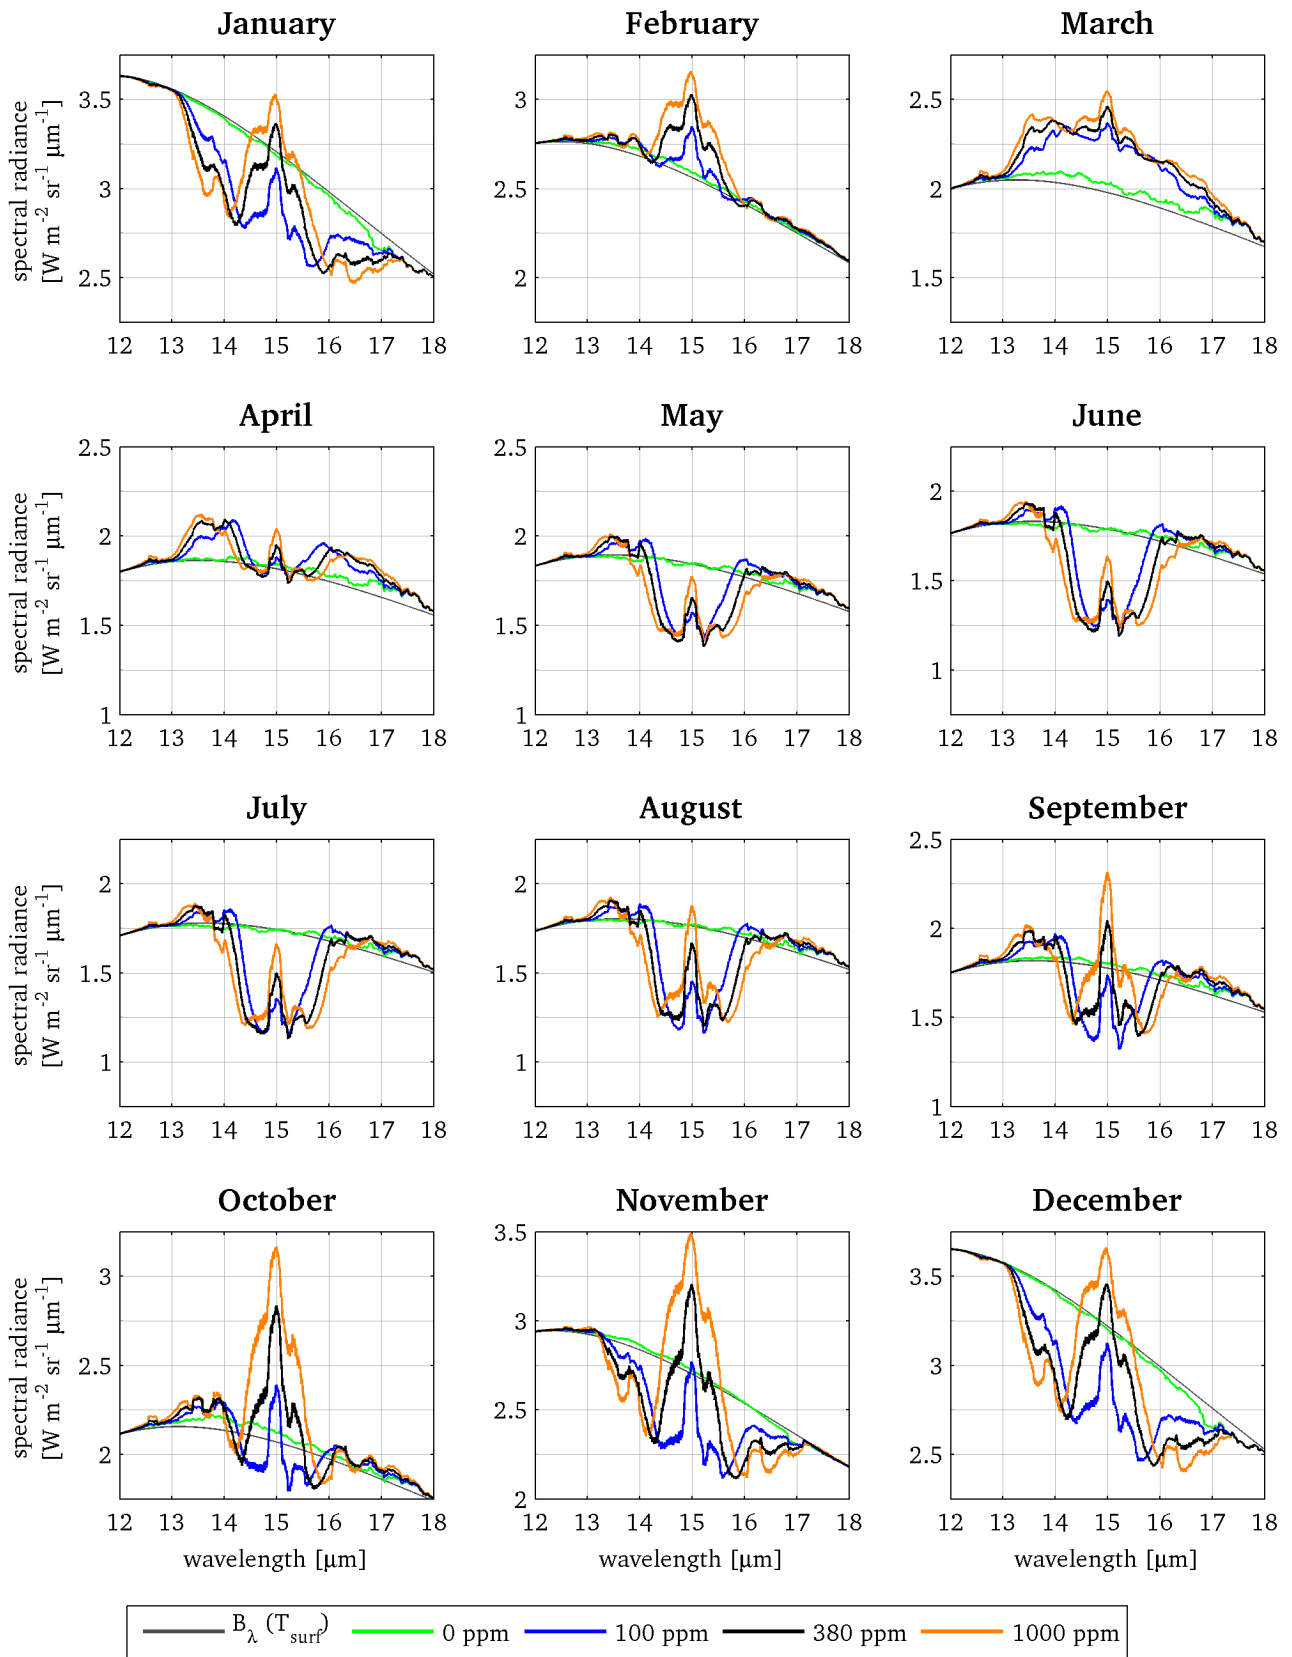 January February March
spectral radiance
[W m-2 sr-1 μm-1]
3.5
3
2.5
12 13 14 15 16 17 18
3
2.5
2
12 13 14 15 16 17 18
2.5
2
1.5
12 13 14 15 16 17 18
April May June
spectral radiance
[W m-2 sr-1 μm-1]
2.5
2
1.5
1
12 13 14 15 16 17 18
2.5
2
1.5
1
12 13 14 15 16 17 18
2
1.5
1
12 13 14 15 16 17 18
July August September
spectral radiance
[W m-2 sr-1 μm-1]
2
1.5
1
12 13 14 15 16 17 18
2
1.5
1
12 13 14 15 16 17 18
2.5
2
1.5
1
12 13 14 15 16 17 18
October November December
spectral radiance
[W m-2 sr-1 μm-1]
3
2.5
2
12 13 14 15 16 17 18
wavelength [μm]
3.5
3
2.5
2
12 13 14 15 16 17 18
wavelength [μm]
3.5
3
2.5
12 13 14 15 16 17 18
wavelength [μm]
Bλ (Tsurf) 0 ppm 100 ppm 380 ppm 1000 ppm